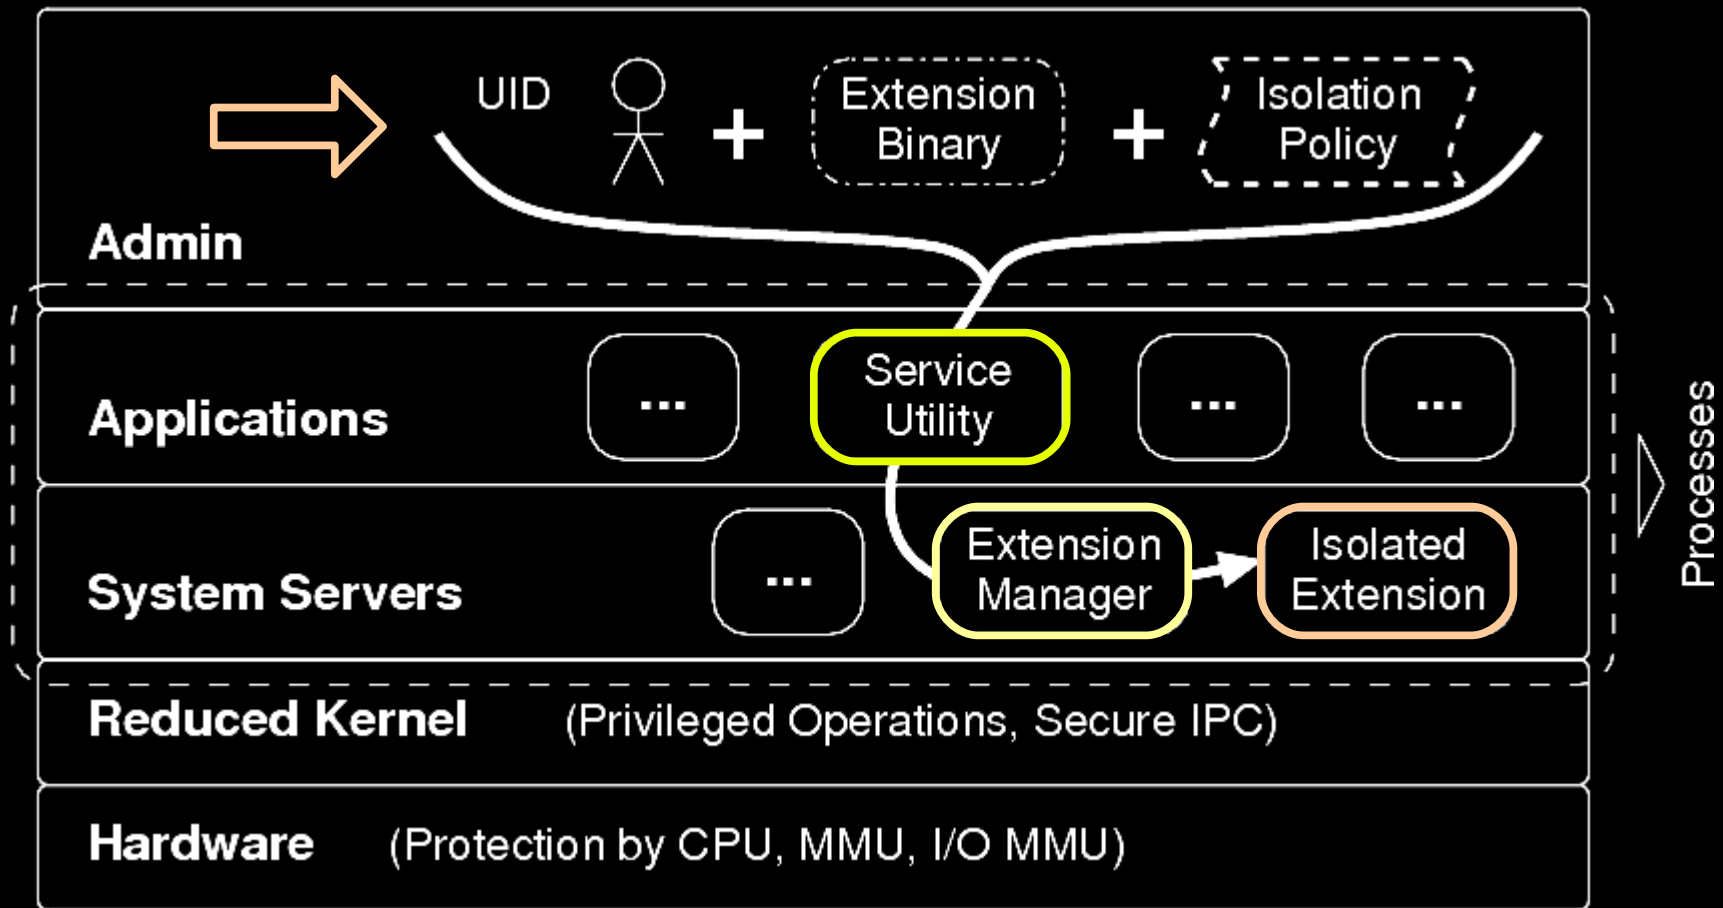 UID
+
Extension
Binary
+
Isolation
Policy
Admin
Applications
...
Service
Utility
...
...
System Servers
...
Extension
Manager
Isolated
Extension
Processes
Reduced Kernel (Privileged Operations, Secure IPC)
Hardware (Protection by CPU, MMU, I/O MMU)